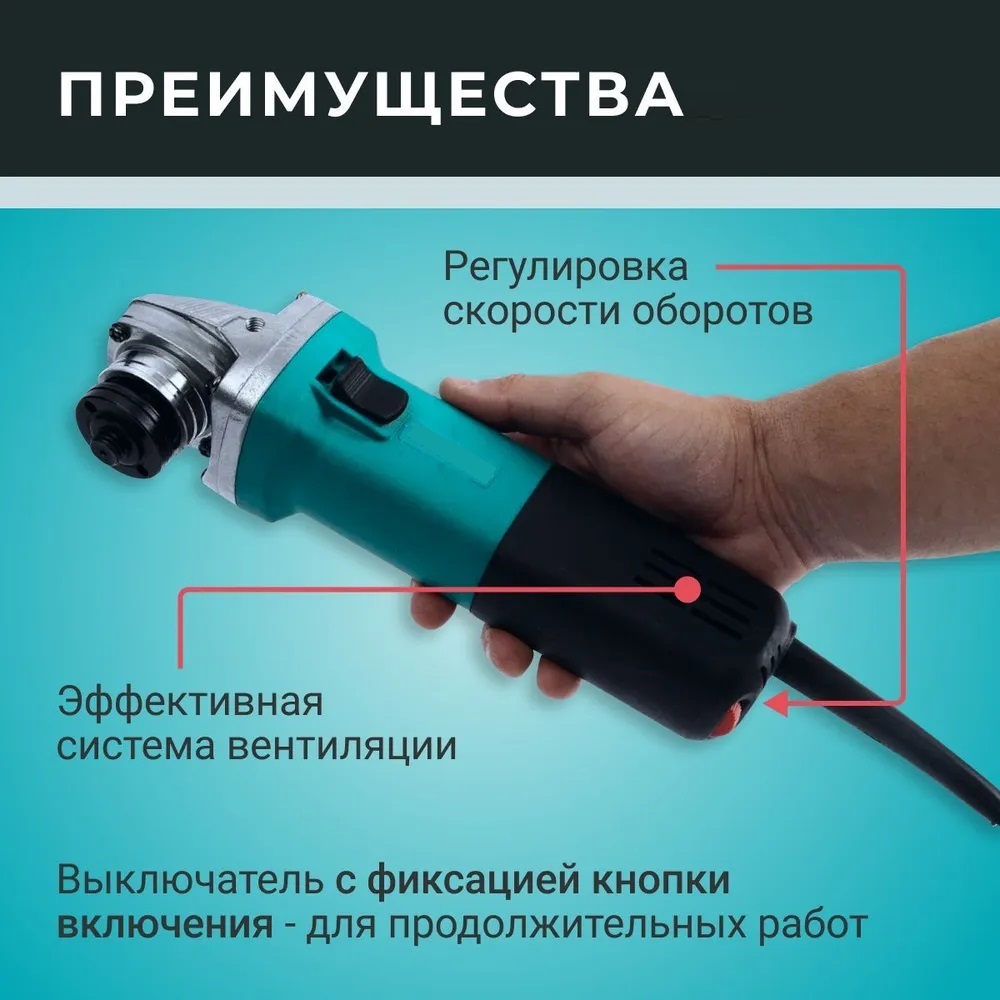 ПРЕИМУЩЕСТВА
Регулировка
скорости оборотов
Эффективная
система вентиляции
Выключатель с фиксацией кнопки
включения - для продолжительных работ